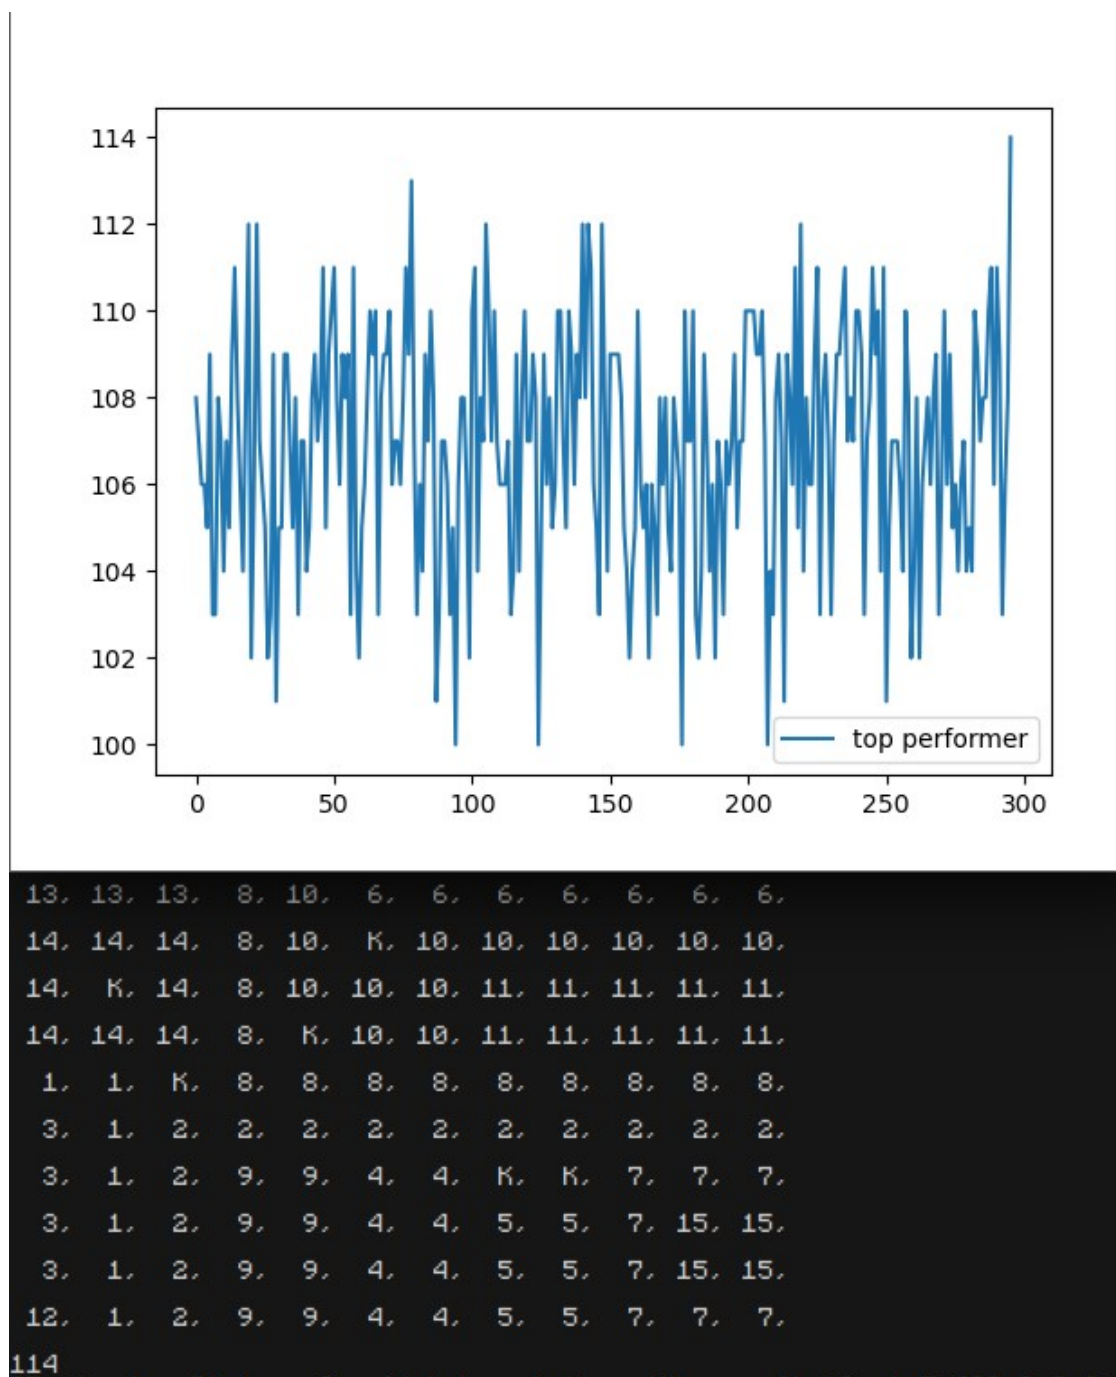 114
112
110
108
106
104
102
100
top performer
0 50 100 150 200 250 300
13, 13, 13, 8, 10, 6, 6, 6, 6, 6, 6, 6,
14, 14, 14, 8, 10, K, 10, 10, 10, 10, 10, 10,
14, K, 14, 8, 10, 10, 10, 11, 11, 11, 11, 11,
14, 14, 14, 8, K, 10, 10, 11, 11, 11, 11, 11,
1, 1, K, 8, 8, 8, 8, 8, 8, 8, 8, 8,
3, 1, 2, 2, 2, 2, 2, 2, 2, 2, 2, 2,
3, 1, 2, 9, 9, 4, 4, K, K, 7, 7, 7,
3, 1, 2, 9, 9, 4, 4, 5, 5, 7, 15, 15,
3, 1, 2, 9, 9, 4, 4, 5, 5, 7, 15, 15,
12, 1, 2, 9, 9, 4, 4, 5, 5, 7, 7, 7,
114